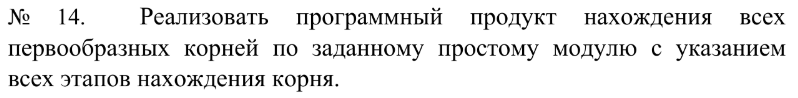 № 14. Реализовать программный продукт нахождения всех
первообразных корней по заданному простому модулю с указанием
всех этапов нахождения корня.